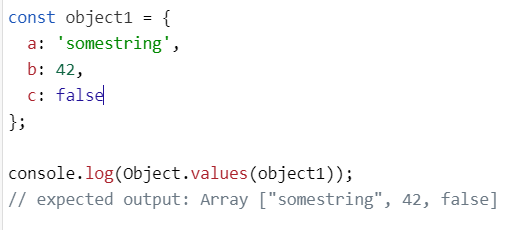 const object1 = {
  a: 'somestring',
  b: 42,
  c: false
};

console.log(Object.values(object1));
// expected output: Array ["somestring", 42, false]